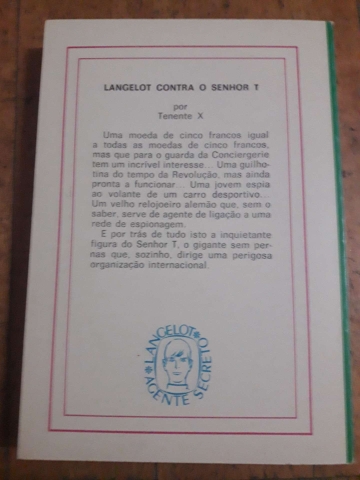 LANGELOT CONTRA O SENHOR T
por
Tenente X
Uma moeda de cinco francos igual
a todas as moedas de cinco francos,
mas que para o guarda da Conciergerie
tem um incrível interesse... Uma guilho-
tina do tempo da Revolução, mas ainda
pronta a funcionar... Uma jovem espia
ao volante de um carro desportivo...
Um velho relojoeiro alemão que, sem o
saber, serve de agente de ligação a uma
rede de espionagem.
E por trás de tudo isto a inquietante
figura do Senhor T, o gigante sem per-
nas que, sozinho, dirige uma perigosa
organização internacional.
LANGELOT
AGENTE SECRETO